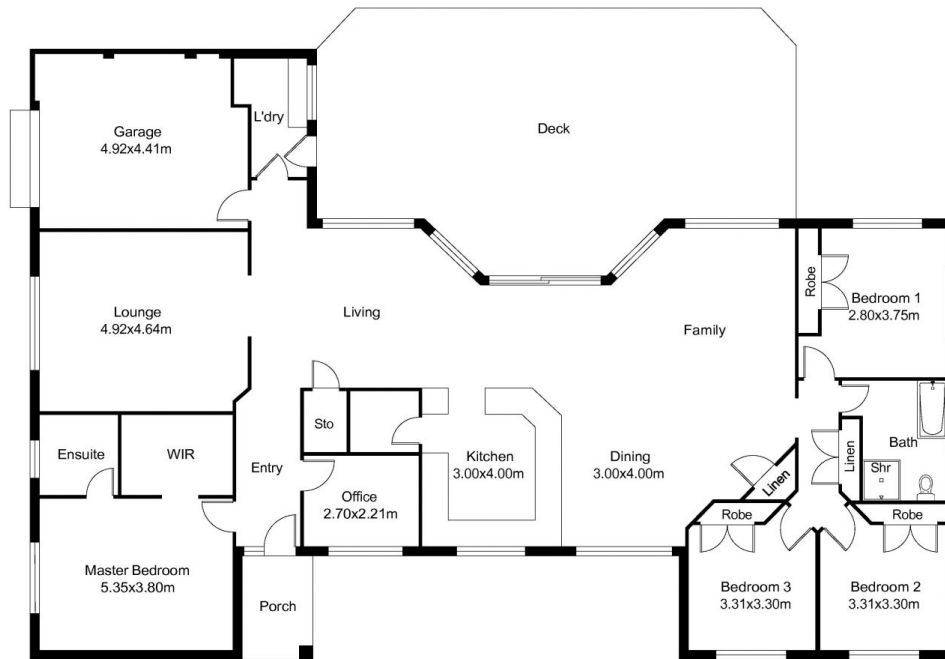 Deck
Garage
4.92x4.41m
L'dry
Lounge
4.92x4.64m
Living
Family
Robe
Bedroom 1
2.80x3.75m
Sto
Ensuite
WIR
Entry
Office
2.70x2.21m
Kitchen
3.00x4.00m
Dining
3.00x4.00m
Linen
Linen
Bath
Shr
Robe
Robe
Master Bedroom
5.35x3.80m
Porch
Bedroom 3
3.31x3.30m
Bedroom 2
3.31x3.30m